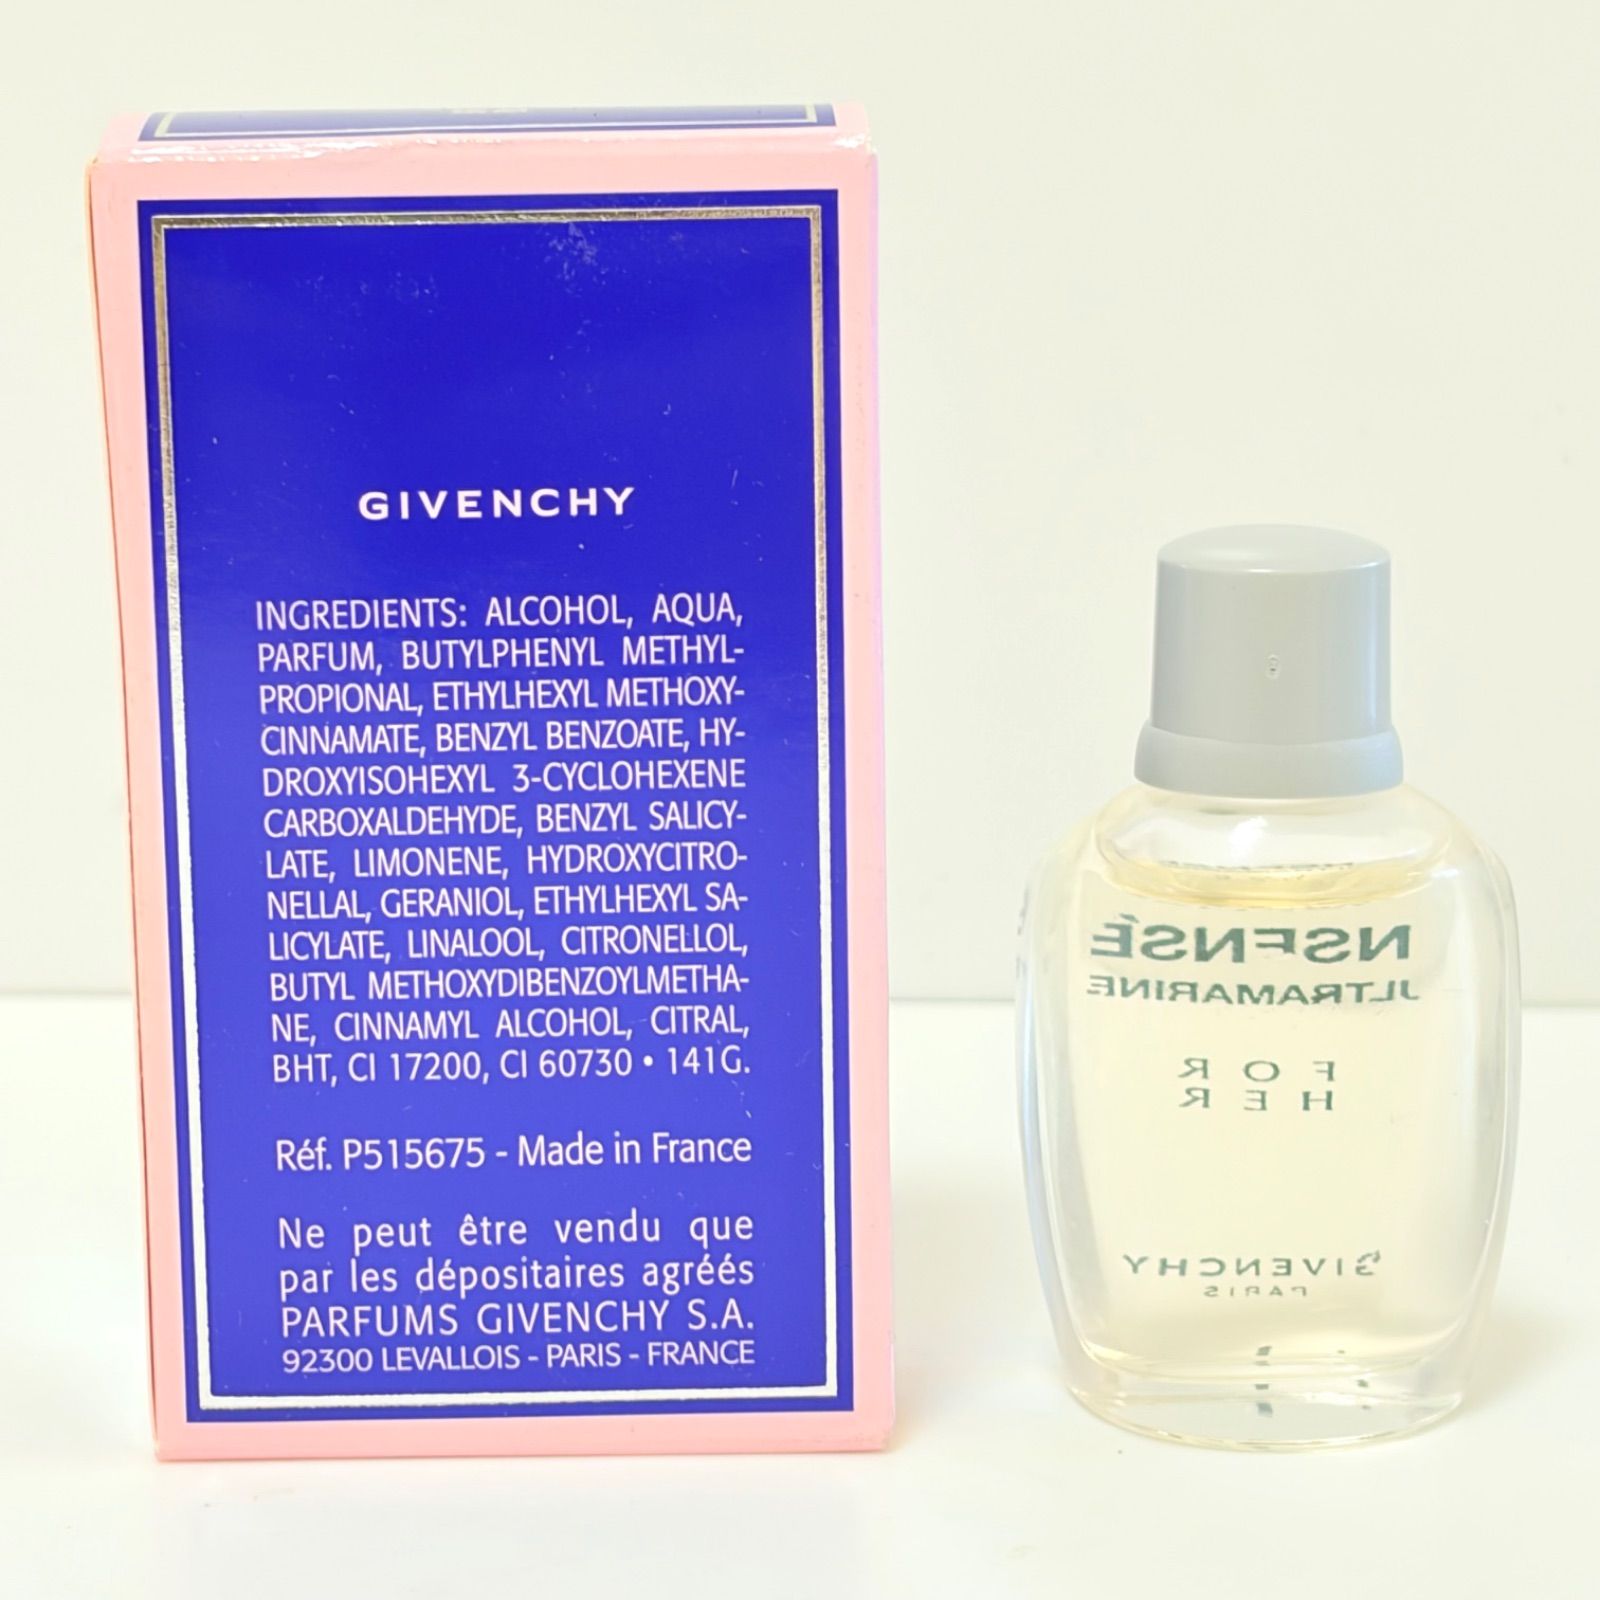 GIVENCHY
INGREDIENTS: ALCOHOL, AQUA,
PARFUM, BUTYLPHENYL METHYL-
PROPIONAL, ETHYLHEXYL METHOXY-
CINNAMATE, BENZYL BENZOATE, HY-
DROXYISOHEXYL 3-CYCLOHEXENE
CARBOXALDEHYDE, BENZYL SALICY-
LATE, LIMONENE, HYDROXYCITRO-
NELLAL, GERANIOL, ETHYLHEXYL SA-
LICYLATE, LINALOOL, CITRONELLOL,
BUTYL METHOXYDIBENZOYLMETHA-
NE, CINNAMYL ALCOHOL, CITRAL,
BHT, CI 17200, CI 60730 • 141G.
Réf. P515675 - Made in France
Ne peut être vendu que
par les dépositaires agréés
PARFUMS GIVENCHY S.A.
92300 LEVALLOIS - PARIS - FRANCE
NSENSÉ
ULTRAMARINE
FOR
HER
GIVENCHY
PARIS